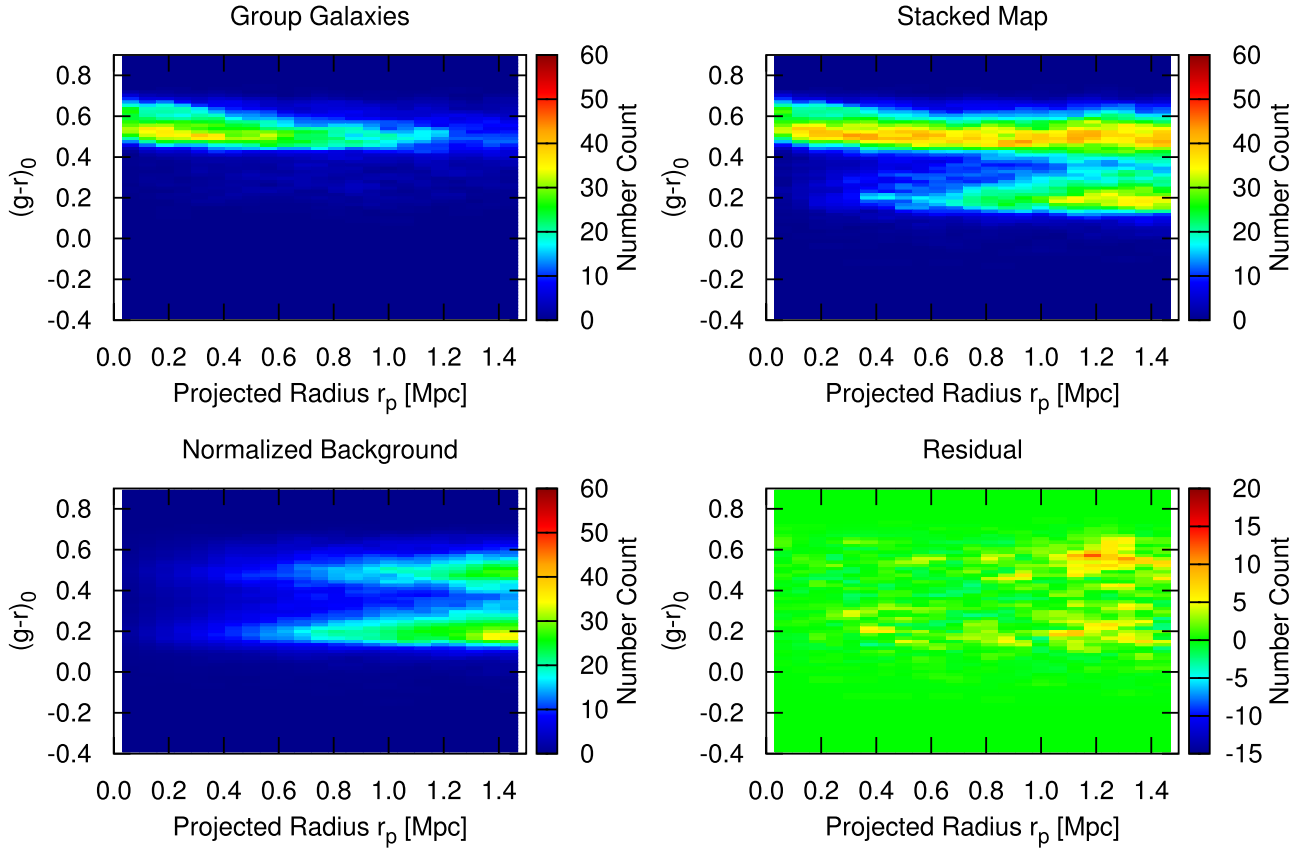 Group Galaxies
0.8
0.6
0.4
0.2
0.0
-0.2
-0.4
(g-r)0
0.0 0.2 0.4 0.6 0.8 1.0 1.2 1.4
Projected Radius rp [Mpc]
60
50
40
30
20
10
0
Number Count
Stacked Map
0.8
0.6
0.4
0.2
0.0
-0.2
-0.4
(g-r)0
0.0 0.2 0.4 0.6 0.8 1.0 1.2 1.4
Projected Radius rp [Mpc]
60
50
40
30
20
10
0
Number Count
Normalized Background
0.8
0.6
0.4
0.2
0.0
-0.2
-0.4
(g-r)0
0.0 0.2 0.4 0.6 0.8 1.0 1.2 1.4
Projected Radius rp [Mpc]
60
50
40
30
20
10
0
Number Count
Residual
0.8
0.6
0.4
0.2
0.0
-0.2
-0.4
(g-r)0
0.0 0.2 0.4 0.6 0.8 1.0 1.2 1.4
Projected Radius rp [Mpc]
20
15
10
5
0
-5
-10
-15
Number Count